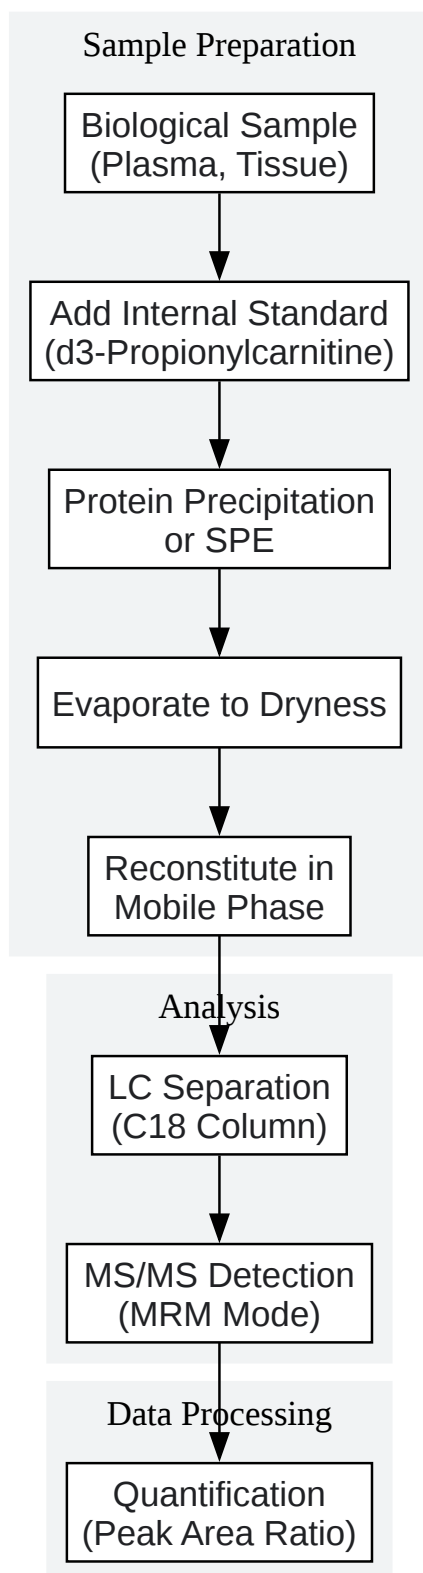 Sample Preparation
Biological Sample
(Plasma, Tissue)
Add Internal Standard
(d3-Propionylcarnitine)
Protein Precipitation
or SPE
Evaporate to Dryness
Reconstitute in
Mobile Phase
Analysis
LC Separation
(C18 Column)
MS/MS Detection
(MRM Mode)
Data Processing
Quantification
(Peak Area Ratio)